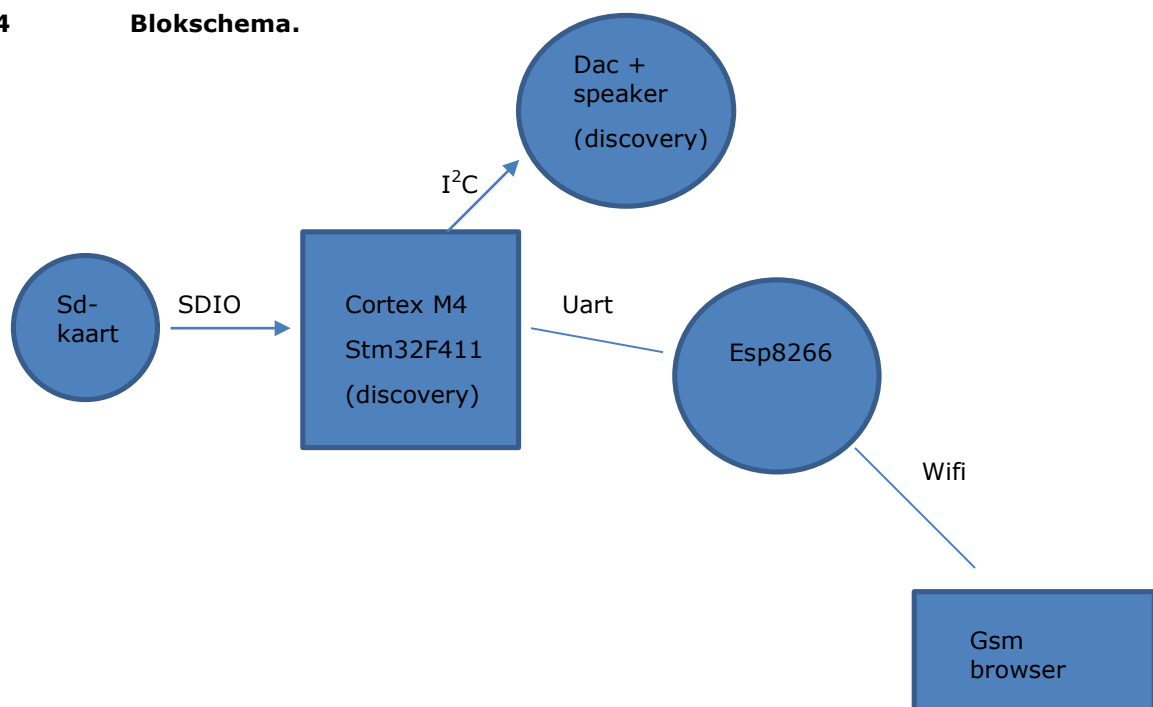 4 Blokschema.
Dac +
speaker
(discovery)
I²C
Sd-
kaart
SDIO
Cortex M4
Stm32F411
(discovery)
Uart
Esp8266
Wifi
Gsm
browser